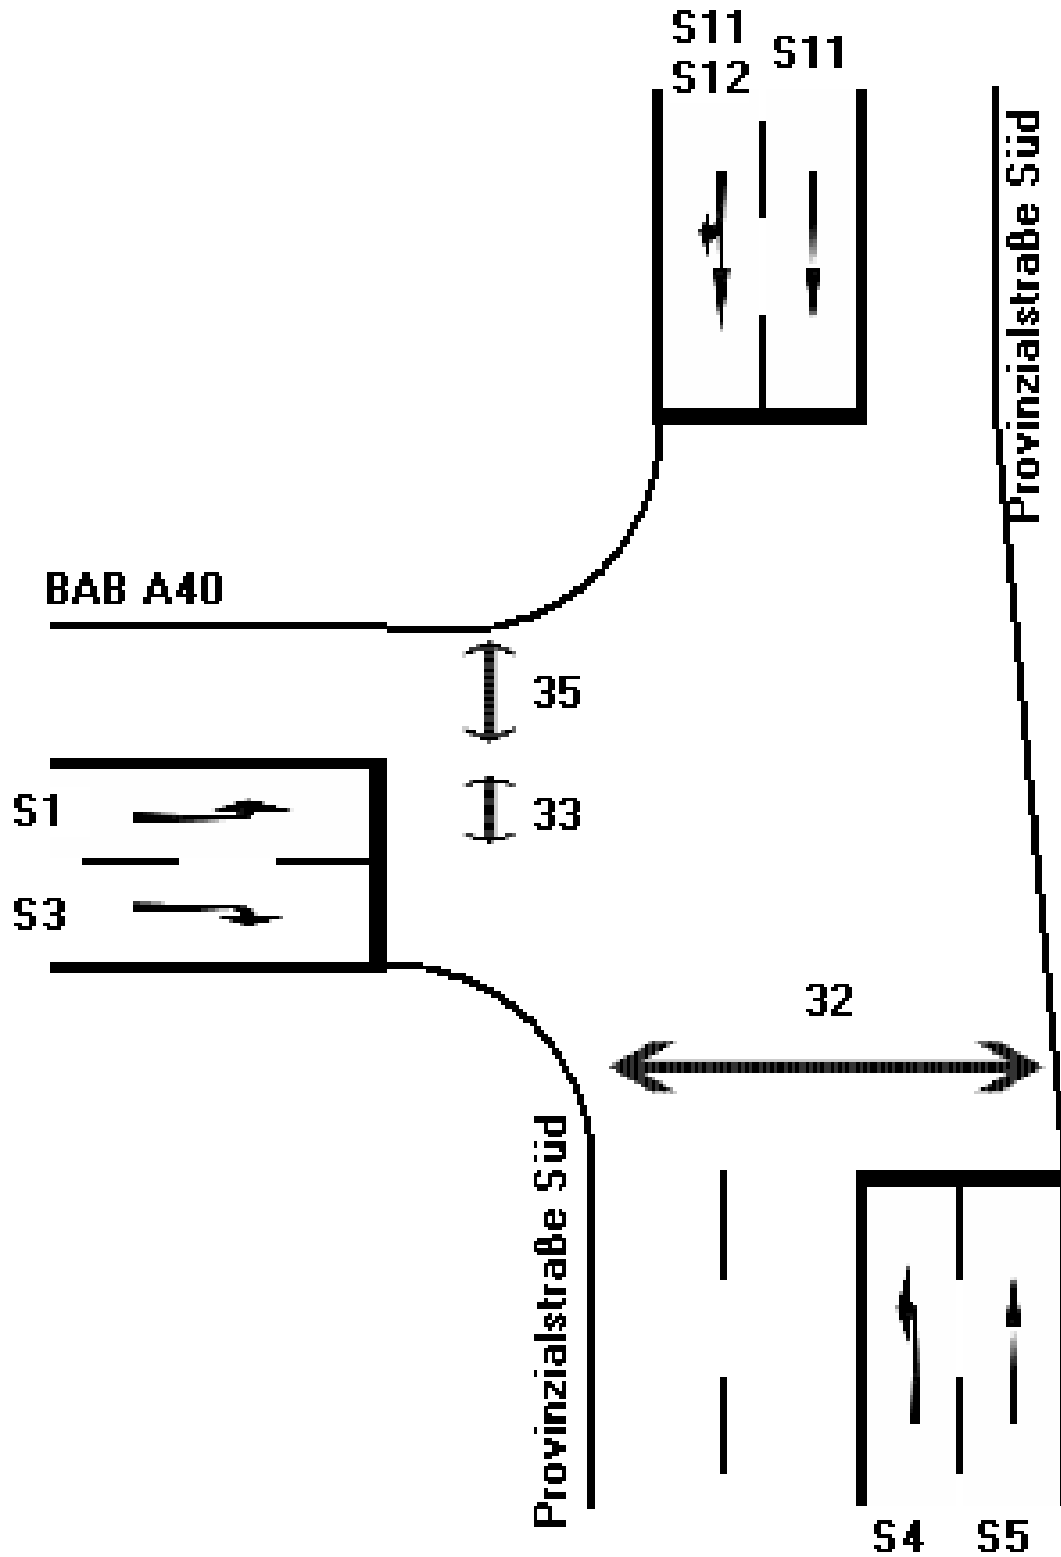 S11
S12
S11
Provinzialstraße Süd
BAB A40
35
S1
33
S3
32
Provinzialstraße Süd
S4
S5